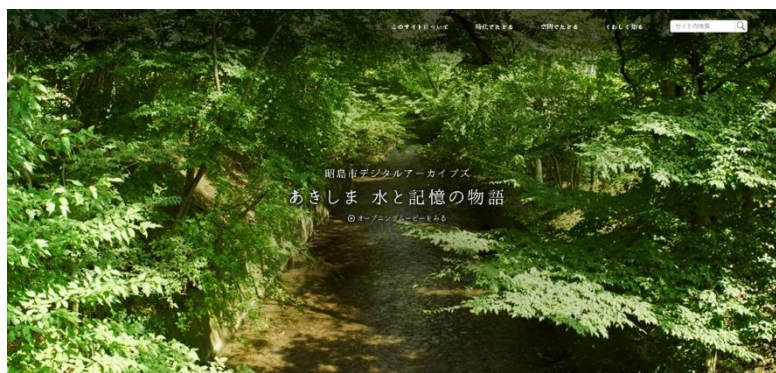 このサイトについて
時代でたどる
空間でたどる
くわしく知る
サイト内検索
昭島市デジタルアーカイブズ
あきしま 水と記憶の物語
オープニングムービーをみる